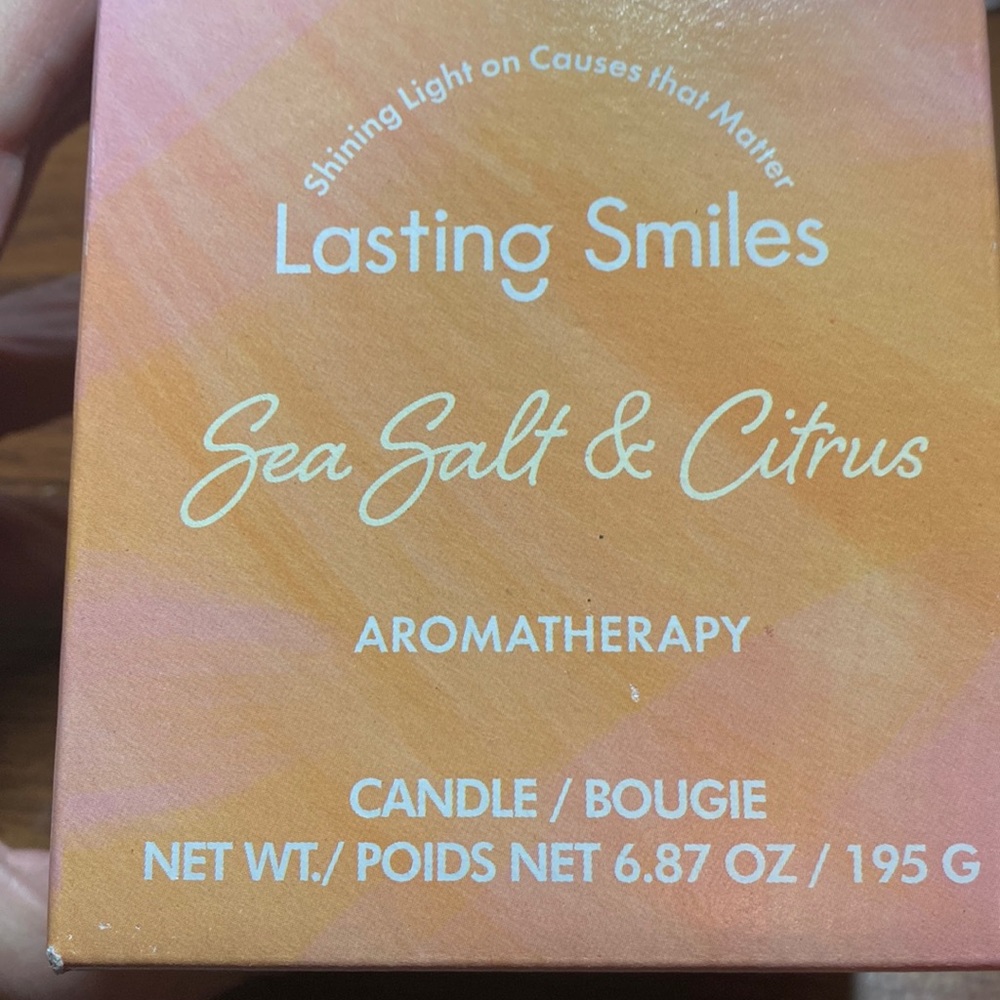 Shining Light on Causes that Matter
Lasting Smiles
Sea Salt & Citrus
AROMATHERAPY
CANDLE / BOUGIE
NET WT./ POIDS NET 6.87 OZ / 195 G